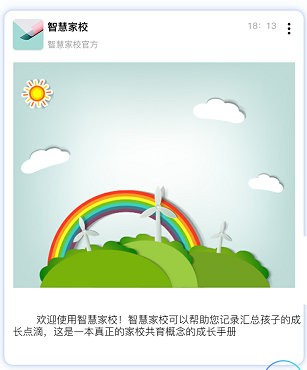 智慧家校
18: 13
智慧家校官方
欢迎使用智慧家校！智慧家校可以帮助您记录汇总孩子的成
长点滴，这是一本真正的家校共育概念的成长手册